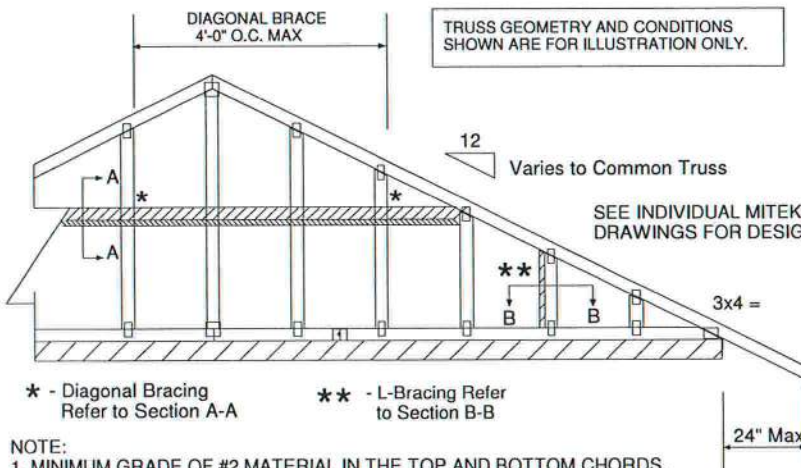 DIAGONAL BRACE
4'-0" O.C. MAX
TRUSS GEOMETRY AND CONDITIONS
SHOWN ARE FOR ILLUSTRATION ONLY.
12
Varies to Common Truss
A
*
*
SEE INDIVIDUAL MITEK
DRAWINGS FOR DESIG
A
**
B
B
3x4 =
* - Diagonal Bracing
Refer to Section A-A
** - L-Bracing Refer
to Section B-B
24" Max
NOTE:
1. MINIMUM GRADE OF #2 MATERIAL IN THE TOP AND BOTTOM CHORDS